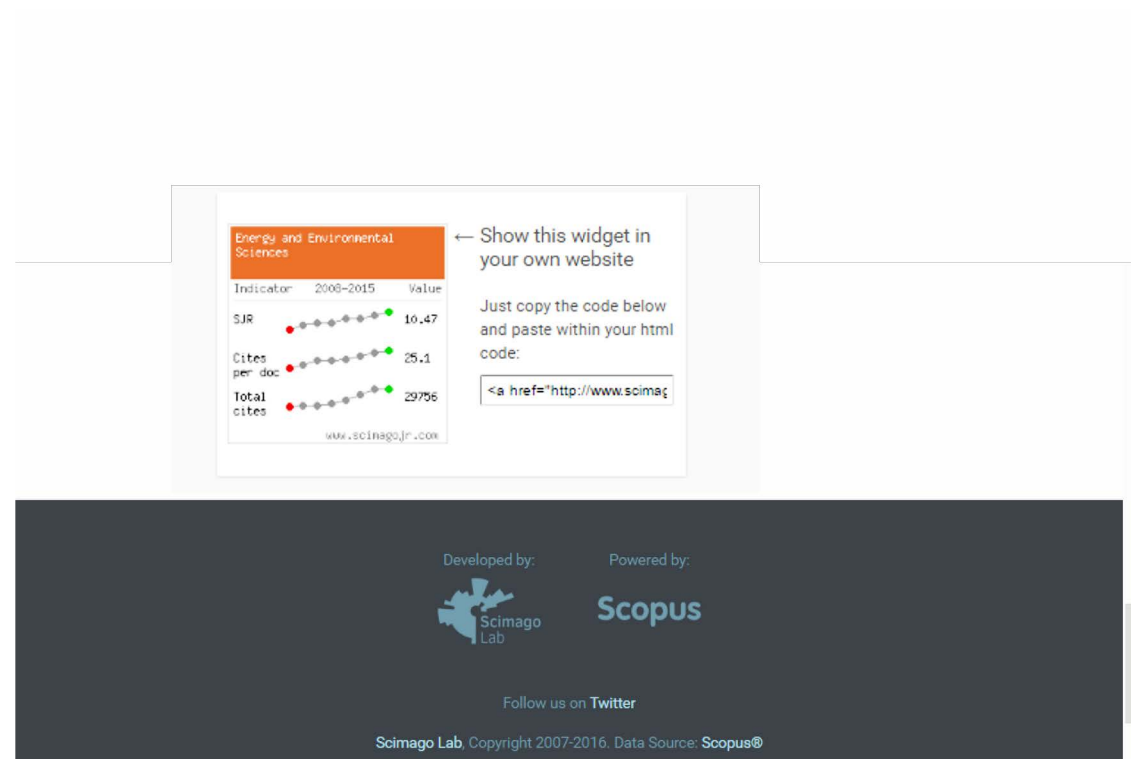 Energy and Environmental
Sciences
Indicator 2008-2015 Value
SJR 10.47
Cites
per doc 25.1
Total
cites 29756
www.scimagojr.com
← Show this widget in
your own website
Just copy the code below
and paste within your html
code:
<a href="http://www.scimag
Developed by:
Scimago
Lab
Powered by:
Scopus
Follow us on Twitter
Scimago Lab, Copyright 2007-2016. Data Source: Scopus®